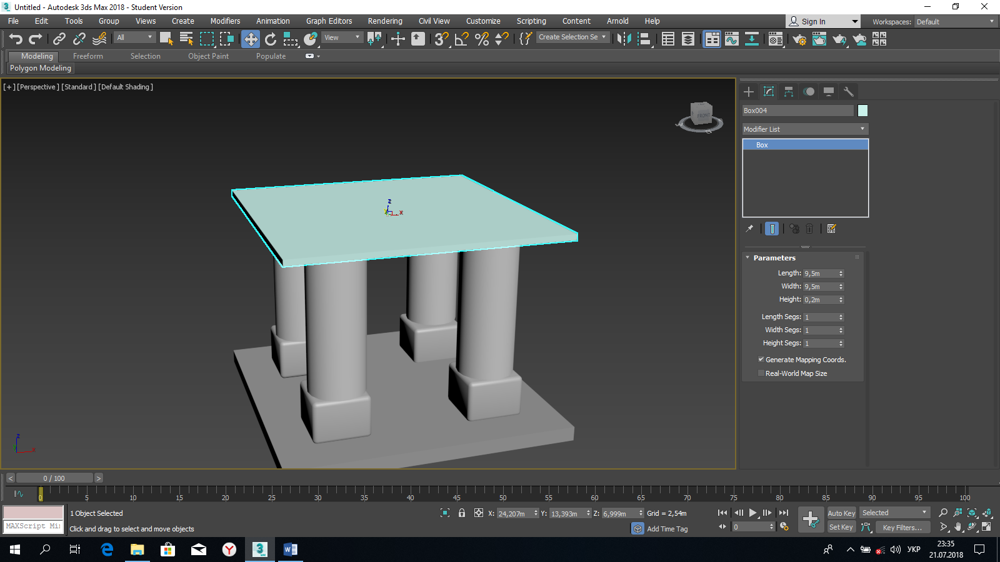 Untitled - Autodesk 3ds Max 2018 - Student Version
File Edit Tools Group Views Create Modifiers Animation Graph Editors Rendering Civil View Customize Scripting Content Arnold Help
Sign In Workspaces: Default
All View Create Selection Se
Modeling Freeform Selection Object Paint Populate
Polygon Modeling
[+] [Perspective] [Standard] [Default Shading]
FRONT
Box004
Modifier List
Box
z
x
Parameters
Length: 9,5m
Width: 9,5m
Height: 0,2m
Length Segs: 1
Width Segs: 1
Height Segs: 1
Generate Mapping Coords.
Real-World Map Size
z
x
< 0 / 100 >
0 5 10 15 20 25 30 35 40 45 50 55 60 65 70 75 80 85 90 95 100
1 Object Selected X: 24,207m Y: 13,393m Z: 6,999m Grid = 2,54m Auto Key Selected
MAXScript Mi Click and drag to select and move objects Add Time Tag 0 Set Key Key Filters...
УКР 23:35
21.07.2018